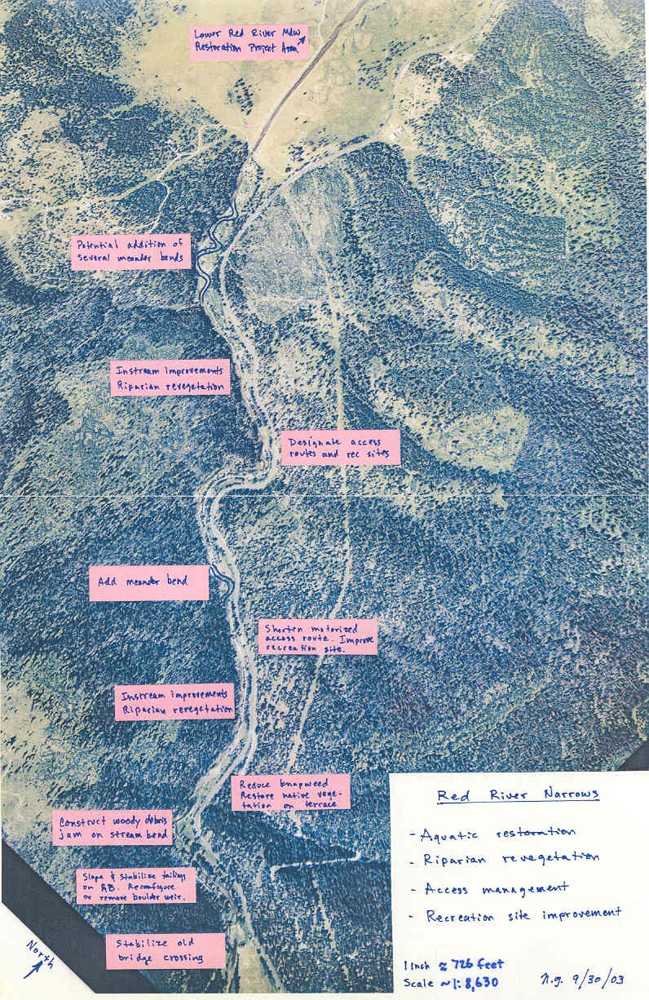 Lower Red River Mdw
Restoration Project Area
Potential addition of
several meander bends
Instream improvements
Riparian revegetation
Designate access
routes and rec sites
Add meander bend
Shorten motorized
access route. Improve
recreation site.
Instream improvements
Riparian revegetation
Reduce knapweed
Restore native vege-
tation on terrace
Construct woody debris
jam on stream bend
Slope & stabilize tailings
on RB. Reconfigure
or remove boulder weir.
Stabilize old
bridge crossing
North
Red River Narrows
- Aquatic restoration
- Riparian revegetation
- Access management
- Recreation site improvement
1 inch ≈ 726 feet
Scale ~1:8,630
n.g. 9/30/03